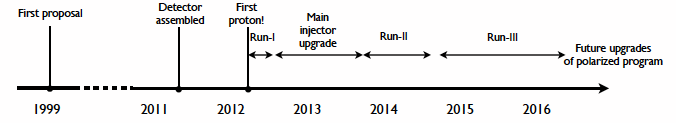 First proposal
Detector
assembled
First
proton!
Run-I
Main
injector
upgrade
Run-II
Run-III
Future upgrades
of polarized program
1999
2011
2012
2013
2014
2015
2016